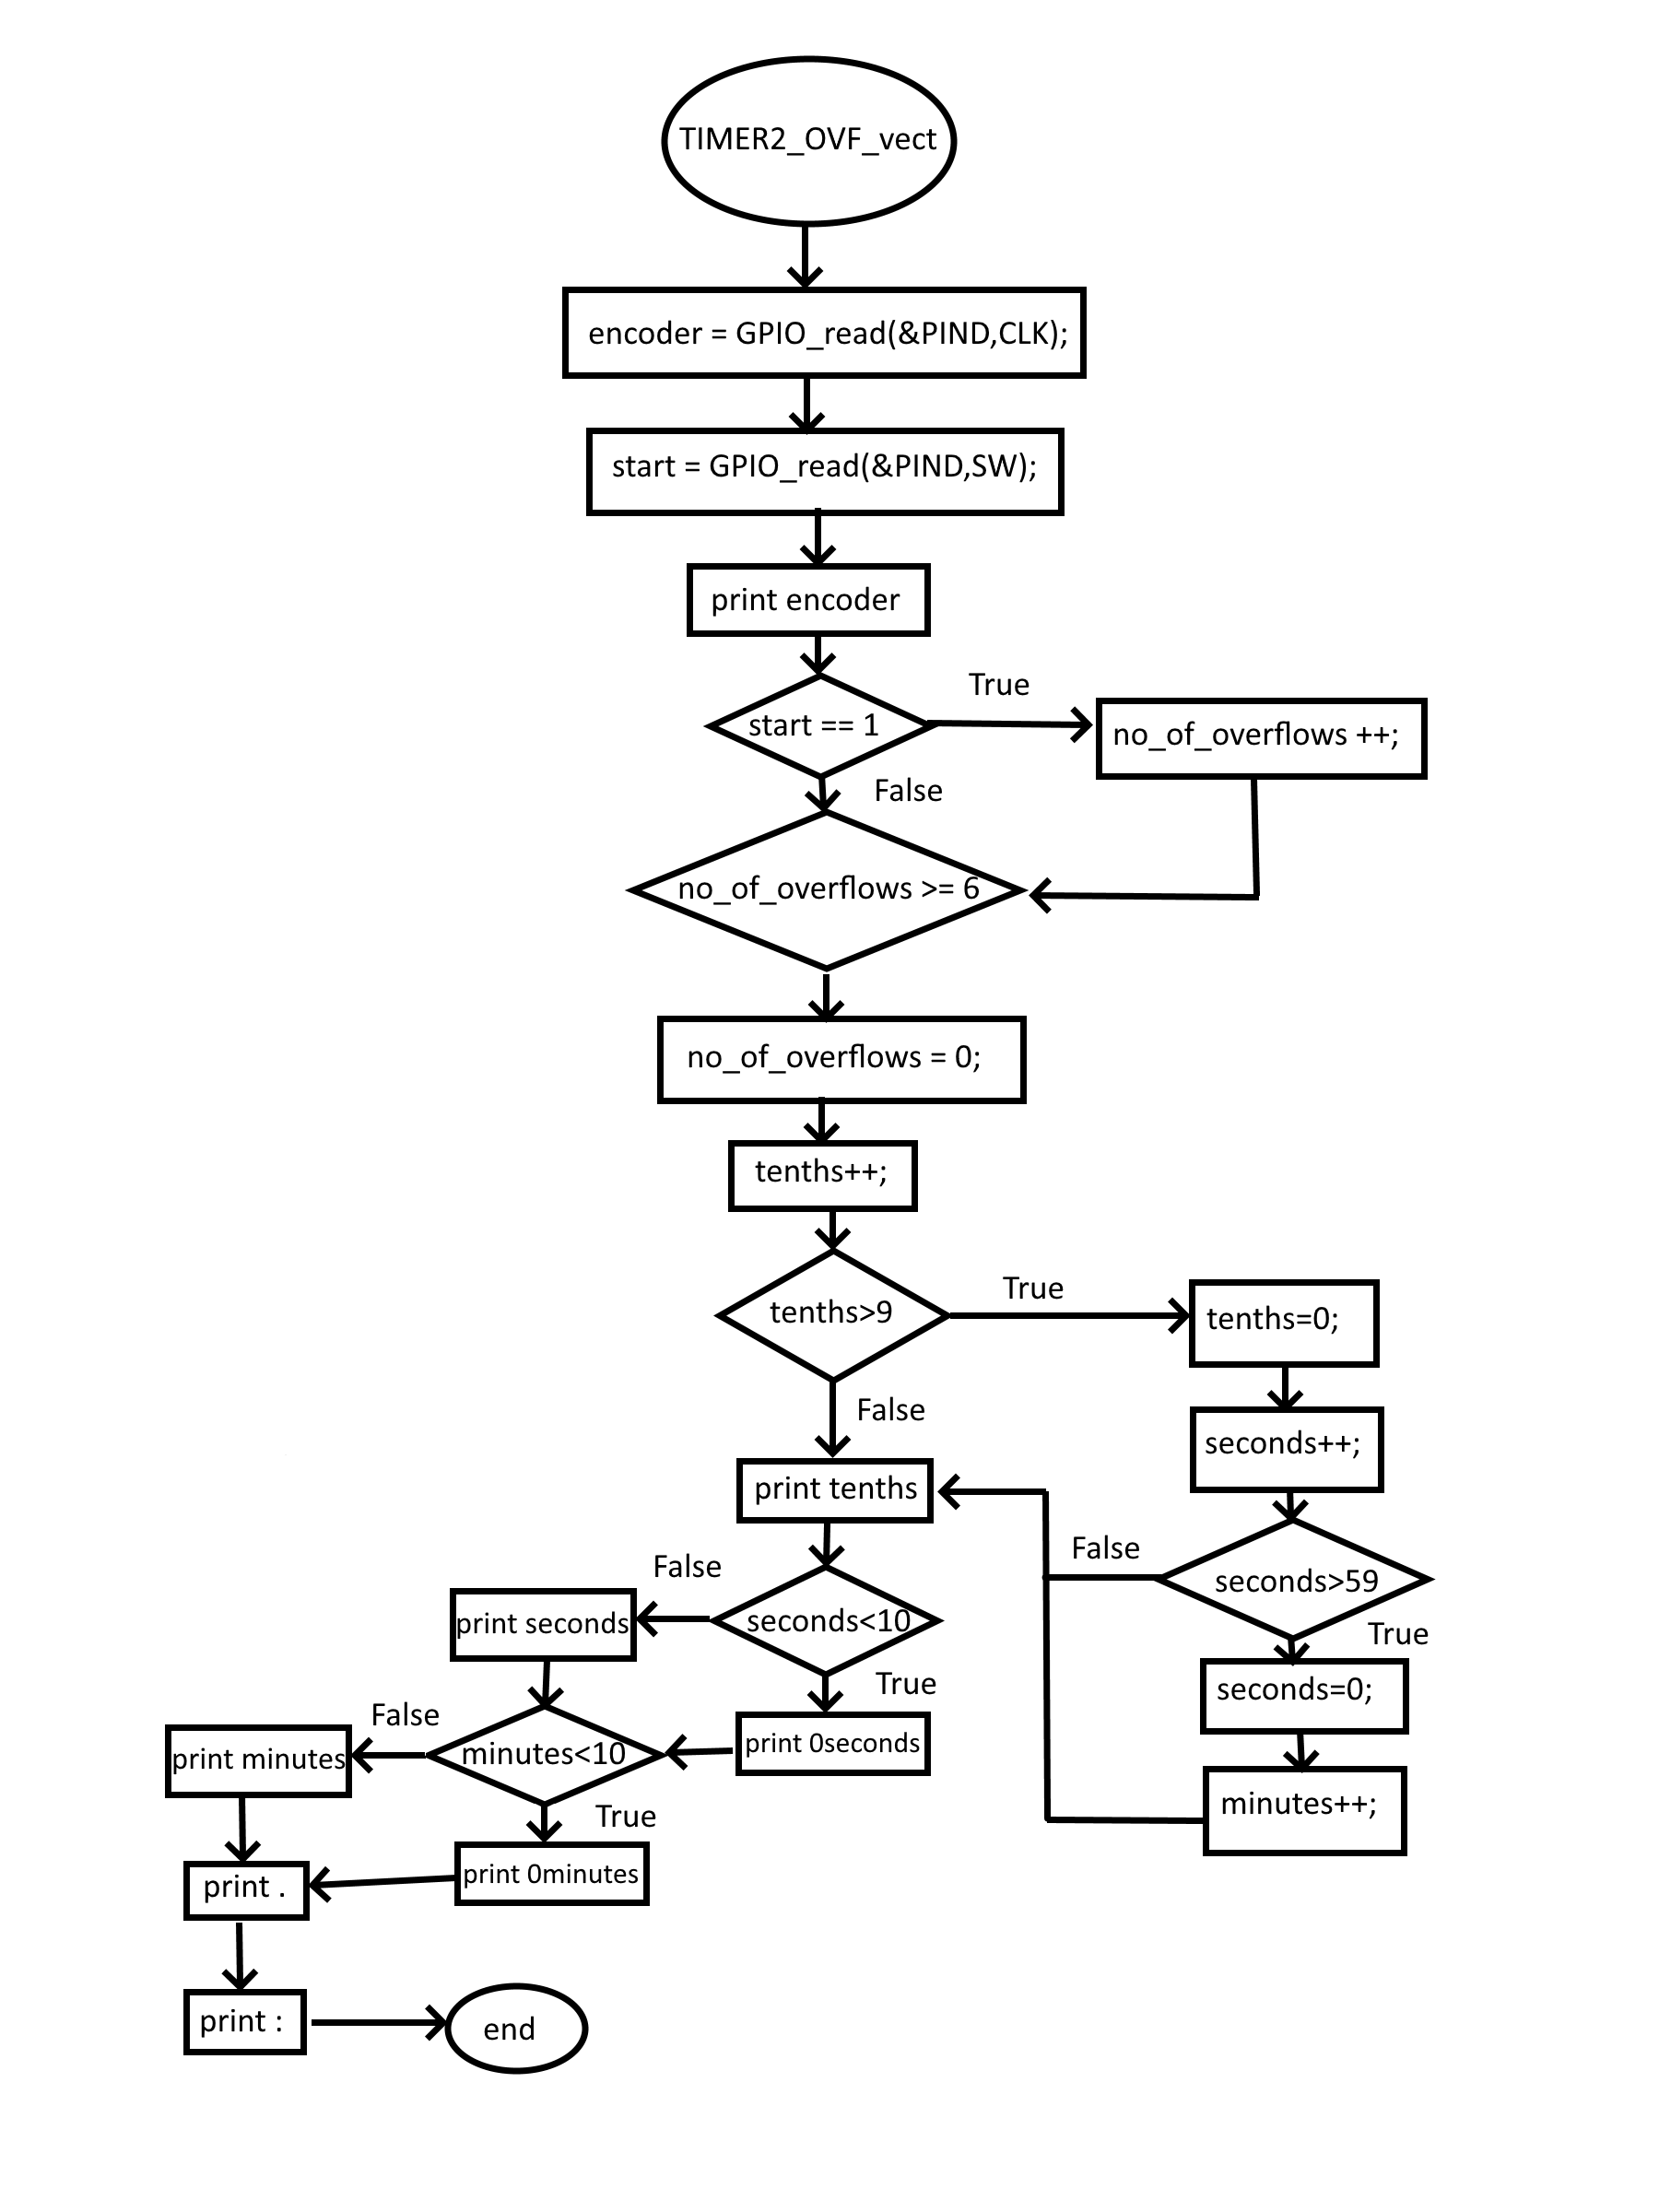 TIMER2_OVF_vect
encoder = GPIO_read(&PIND,CLK);
start = GPIO_read(&PIND,SW);
print encoder
start == 1
True
no_of_overflows ++;
False
no_of_overflows >= 6
no_of_overflows = 0;
tenths++;
tenths>9
True
tenths=0;
False
seconds++;
print tenths
False
seconds>59
True
seconds=0;
minutes++;
seconds<10
False
print seconds
True
print 0seconds
minutes<10
False
print minutes
True
print 0minutes
print .
print :
end